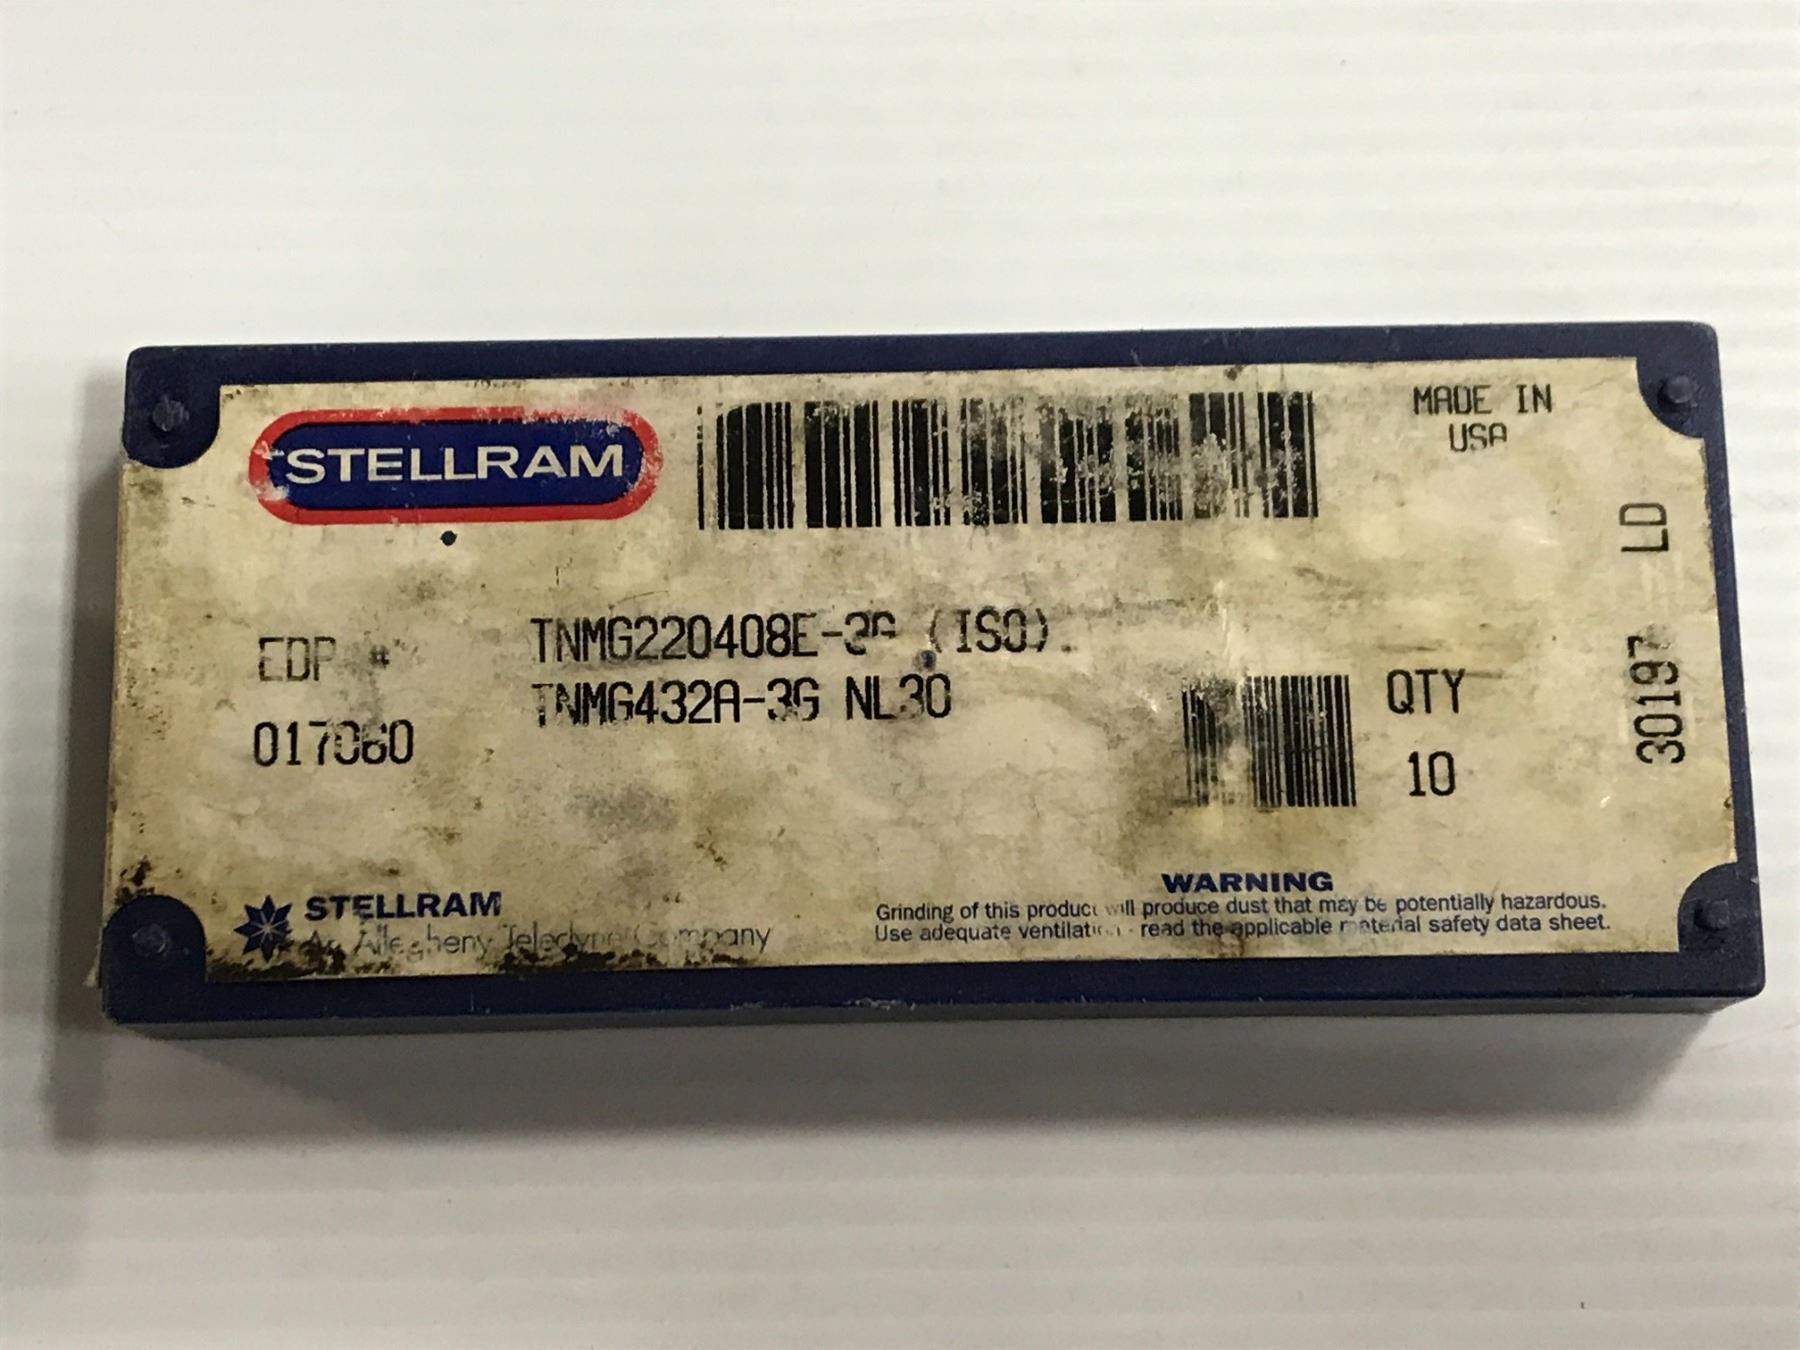 STELLRAM
MADE IN
USA
LD
30197
EDP #
TNMG220408E-3G (ISO).
TNMG432A-3G NL30
QTY
10
STELLRAM
An Allegheny Teledyne Company
WARNING
Grinding of this product will produce dust that may be potentially hazardous.
Use adequate ventilation read the applicable material safety data sheet.